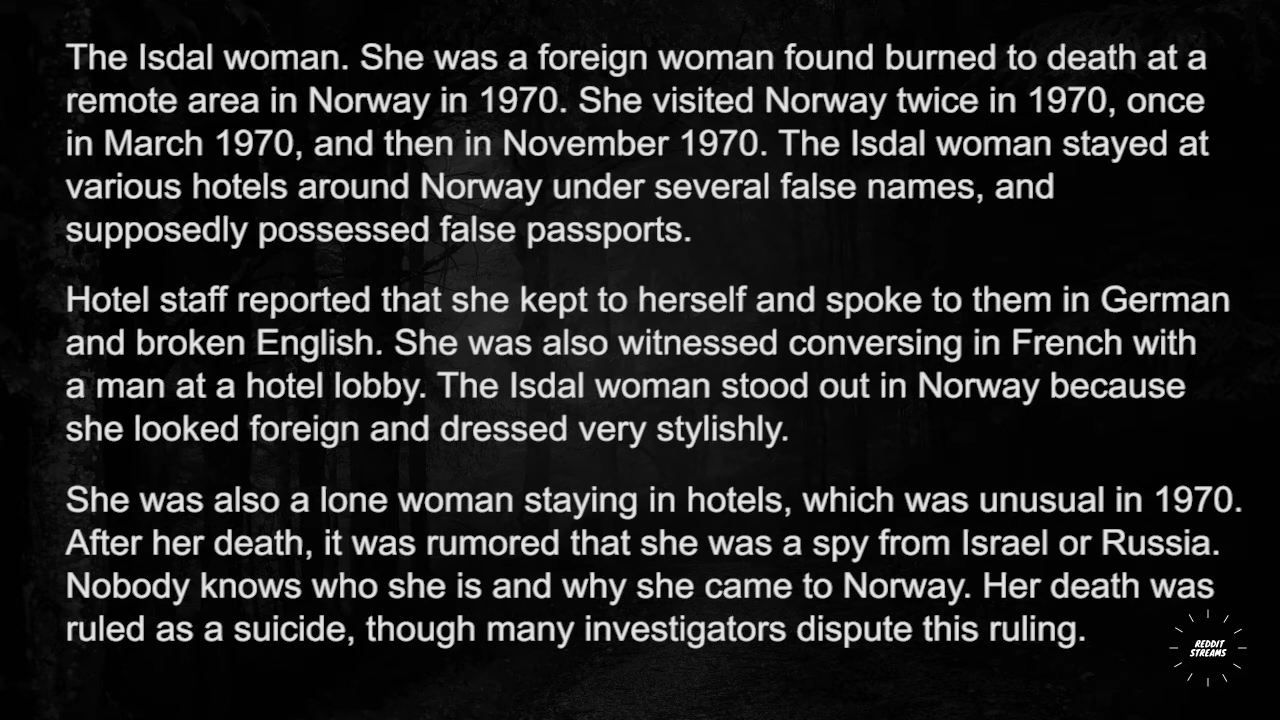 The Isdal woman. She was a foreign woman found burned to death at a
remote area in Norway in 1970. She visited Norway twice in 1970, once
in March 1970, and then in November 1970. The Isdal woman stayed at
various hotels around Norway under several false names, and
supposedly possessed false passports.
Hotel staff reported that she kept to herself and spoke to them in German
and broken English. She was also witnessed conversing in French with
a man at a hotel lobby. The Isdal woman stood out in Norway because
she looked foreign and dressed very stylishly.
She was also a lone woman staying in hotels, which was unusual in 1970.
After her death, it was rumored that she was a spy from Israel or Russia.
Nobody knows who she is and why she came to Norway. Her death was
ruled as a suicide, though many investigators dispute this ruling.
REDDIT
STREAMS